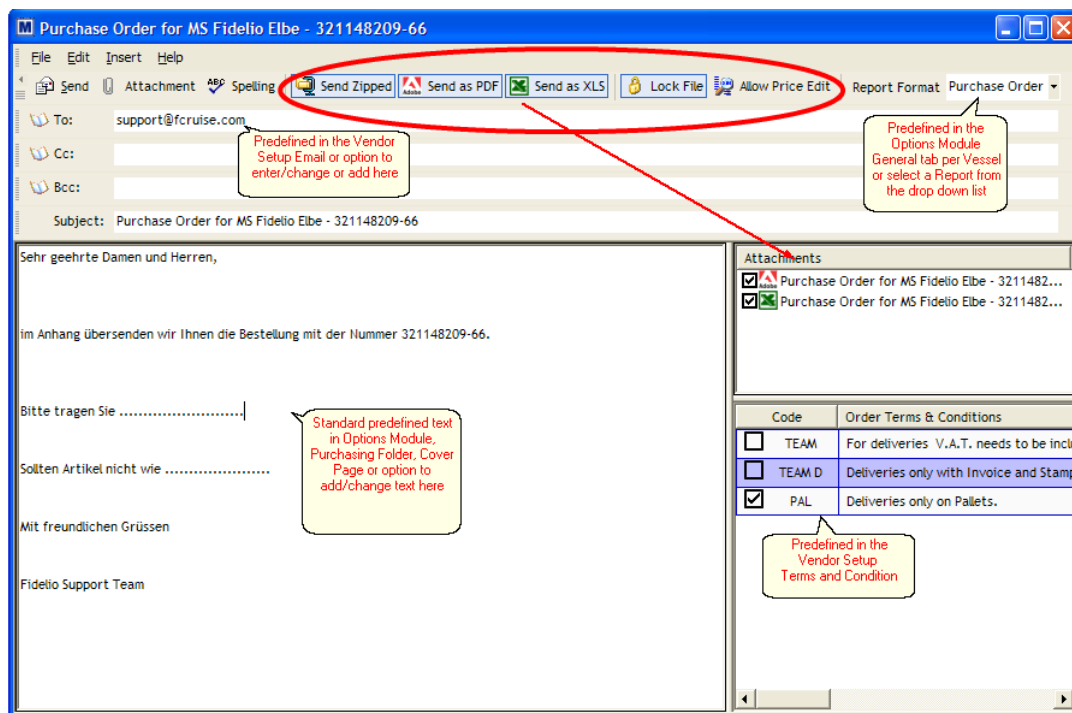 Purchase Order for MS Fidelio Elbe - 321148209-66
File Edit Insert Help
Send Attachment ABC Spelling Send Zipped Adobe Send as PDF Send as XLS Lock File Allow Price Edit Report Format Purchase Order
To: support@fcruise.com
Cc:
Bcc:
Subject: Purchase Order for MS Fidelio Elbe - 321148209-66
Predefined in the Vendor
Setup Email or option to
enter/change or add here
Predefined in the
Options Module
General tab per Vessel
or select a Report from
the drop down list
Sehr geehrte Damen und Herren,
im Anhang übersenden wir Ihnen die Bestellung mit der Nummer 321148209-66.
Bitte tragen Sie ..........................
Sollten Artikel nicht wie ......................
Mit freundlichen Grüssen
Fidelio Support Team
Standard predefined text
in Options Module,
Purchasing Folder, Cover
Page or option to
add/change text here
Attachments
Adobe Purchase Order for MS Fidelio Elbe - 3211482...
Purchase Order for MS Fidelio Elbe - 3211482...
Code Order Terms & Conditions
TEAM For deliveries V.A.T. needs to be inclu
TEAM D Deliveries only with Invoice and Stamp
PAL Deliveries only on Pallets.
Predefined in the
Vendor Setup
Terms and Condition